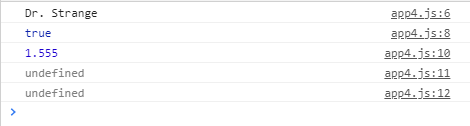 Dr. Strange app4.js:6
true app4.js:8
1.555 app4.js:10
undefined app4.js:11
undefined app4.js:12
>